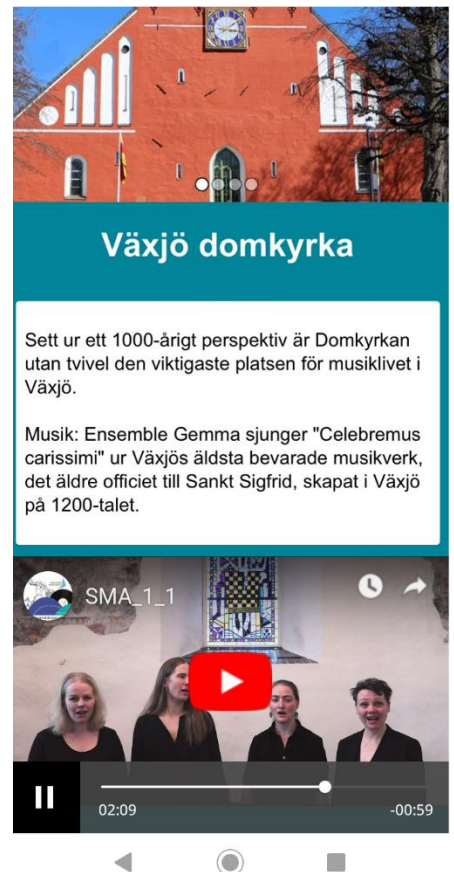 Växjö domkyrka
Sett ur ett 1000-årigt perspektiv är Domkyrkan
utan tvivel den viktigaste platsen för musiklivet i
Växjö.
Musik: Ensemble Gemma sjunger "Celebremus
carissimi" ur Växjös äldsta bevarade musikverk,
det äldre officiet till Sankt Sigfrid, skapat i Växjö
på 1200-talet.
SMA_1_1
02:09
-00:59